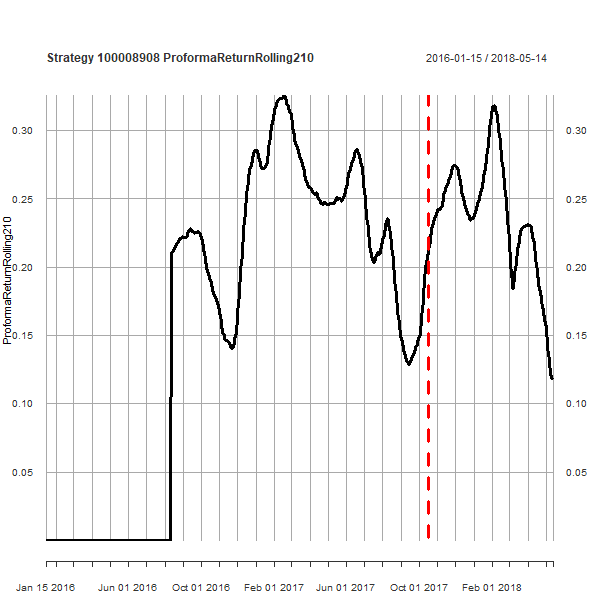 Strategy 100008908 ProformaReturnRolling210
2016-01-15 / 2018-05-14
ProformaReturnRolling210
0.30
0.30
0.25
0.25
0.20
0.20
0.15
0.15
0.10
0.10
0.05
0.05
Jan 15 2016
Jun 01 2016
Oct 01 2016
Feb 01 2017
Jun 01 2017
Oct 01 2017
Feb 01 2018